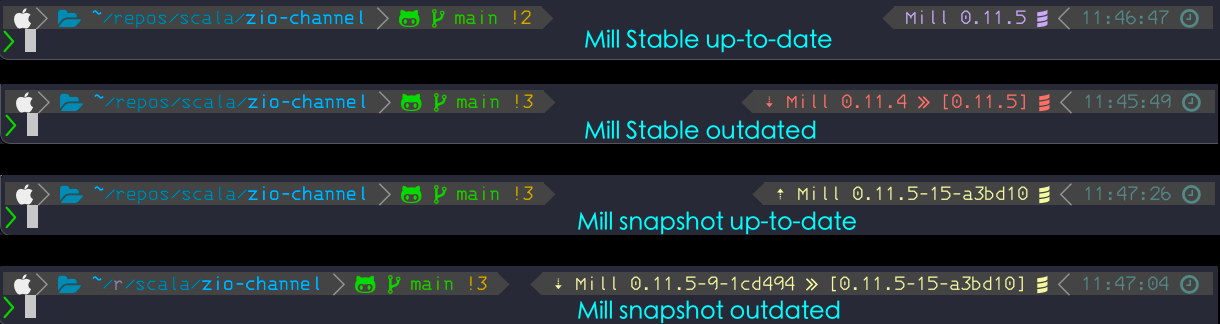 ~/repos/scala/zio-channel main !2 Mill 0.11.5 11:46:47
❯
Mill Stable up-to-date
~/repos/scala/zio-channel main !3 ⇣ Mill 0.11.4 » [0.11.5] 11:45:49
❯
Mill Stable outdated
~/repos/scala/zio-channel main !3 ⇡ Mill 0.11.5-15-a3bd10 11:47:26
❯
Mill snapshot up-to-date
~/r/scala/zio-channel main !3 ⇣ Mill 0.11.5-9-1cd494 » [0.11.5-15-a3bd10] 11:47:04
❯
Mill snapshot outdated